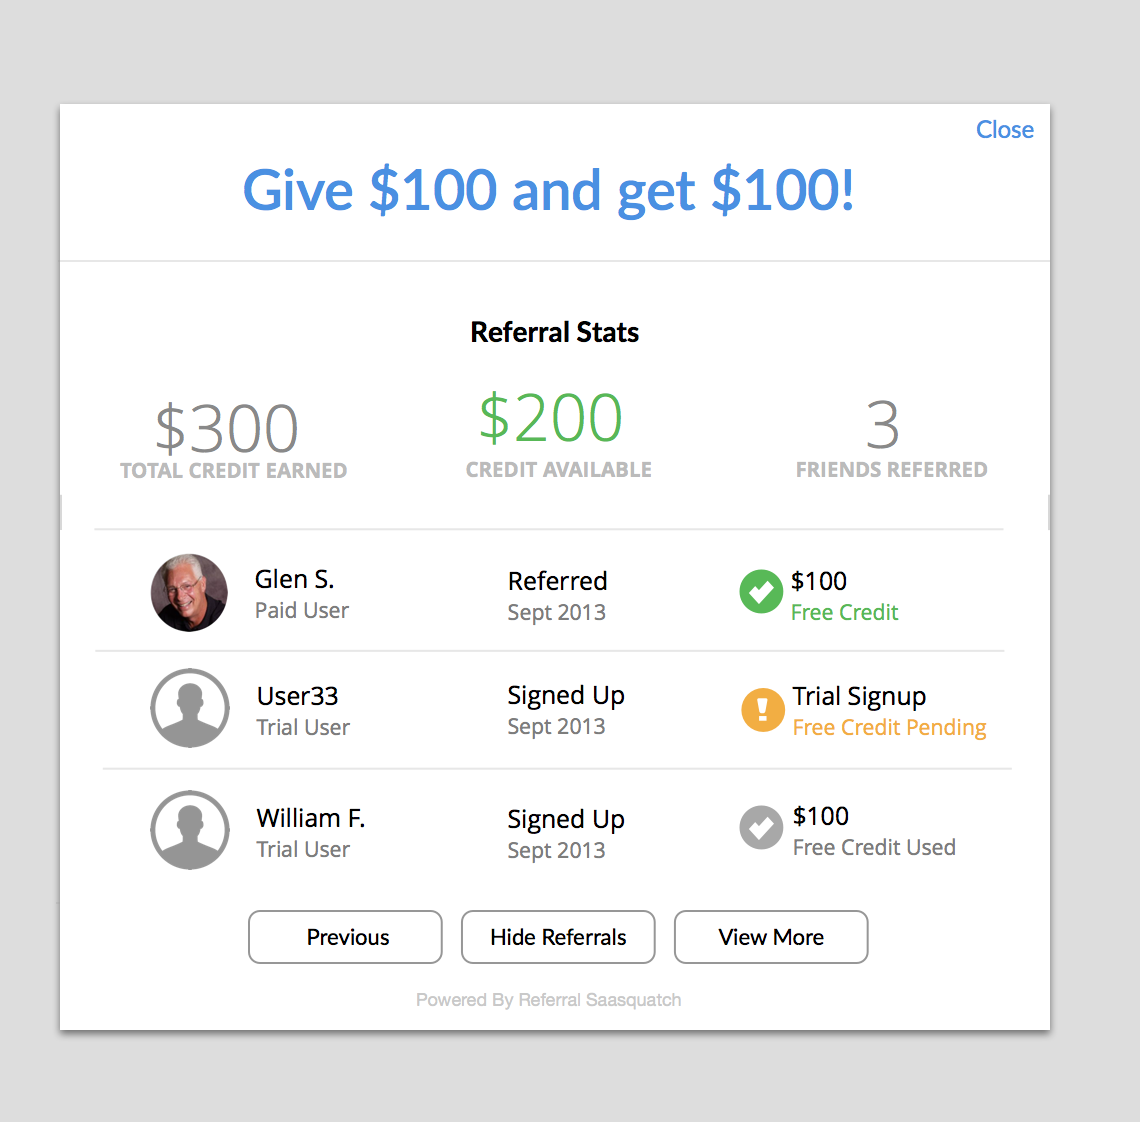 Close
Give $100 and get $100!
Referral Stats
$300
TOTAL CREDIT EARNED
$200
CREDIT AVAILABLE
3
FRIENDS REFERRED
Glen S.
Paid User
Referred
Sept 2013
$100
Free Credit
User33
Trial User
Signed Up
Sept 2013
Trial Signup
Free Credit Pending
William F.
Trial User
Signed Up
Sept 2013
$100
Free Credit Used
Previous
Hide Referrals
View More
Powered By Referral Saasquatch